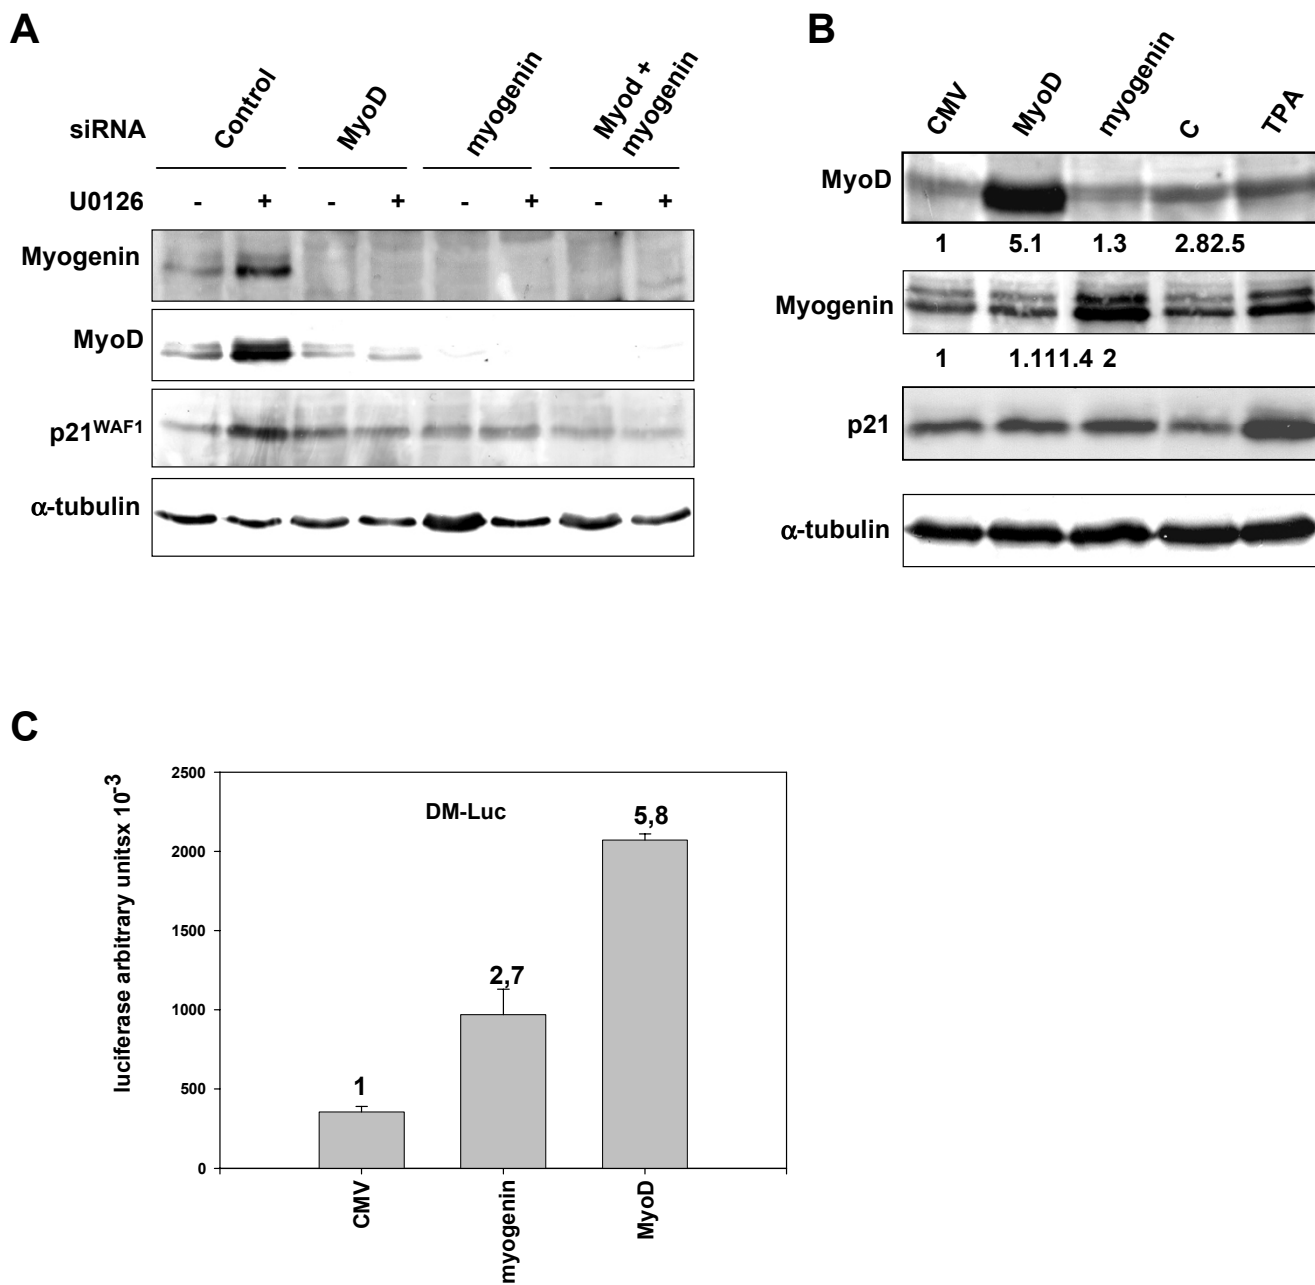 A
siRNA
Control
MyoD
myogenin
Myod +
myogenin
U0126 - + - + - + - +
Myogenin
MyoD
p21WAF1
α-tubulin
B
CMV
MyoD
myogenin
C
TPA
MyoD
1 5.1 1.3 2.82.5
Myogenin
1 1.111.4 2
p21
α-tubulin
C
luciferase arbitrary unitsx 10-3
2500
2000
1500
1000
500
0
DM-Luc
1
2,7
5,8
CMV
myogenin
MyoD